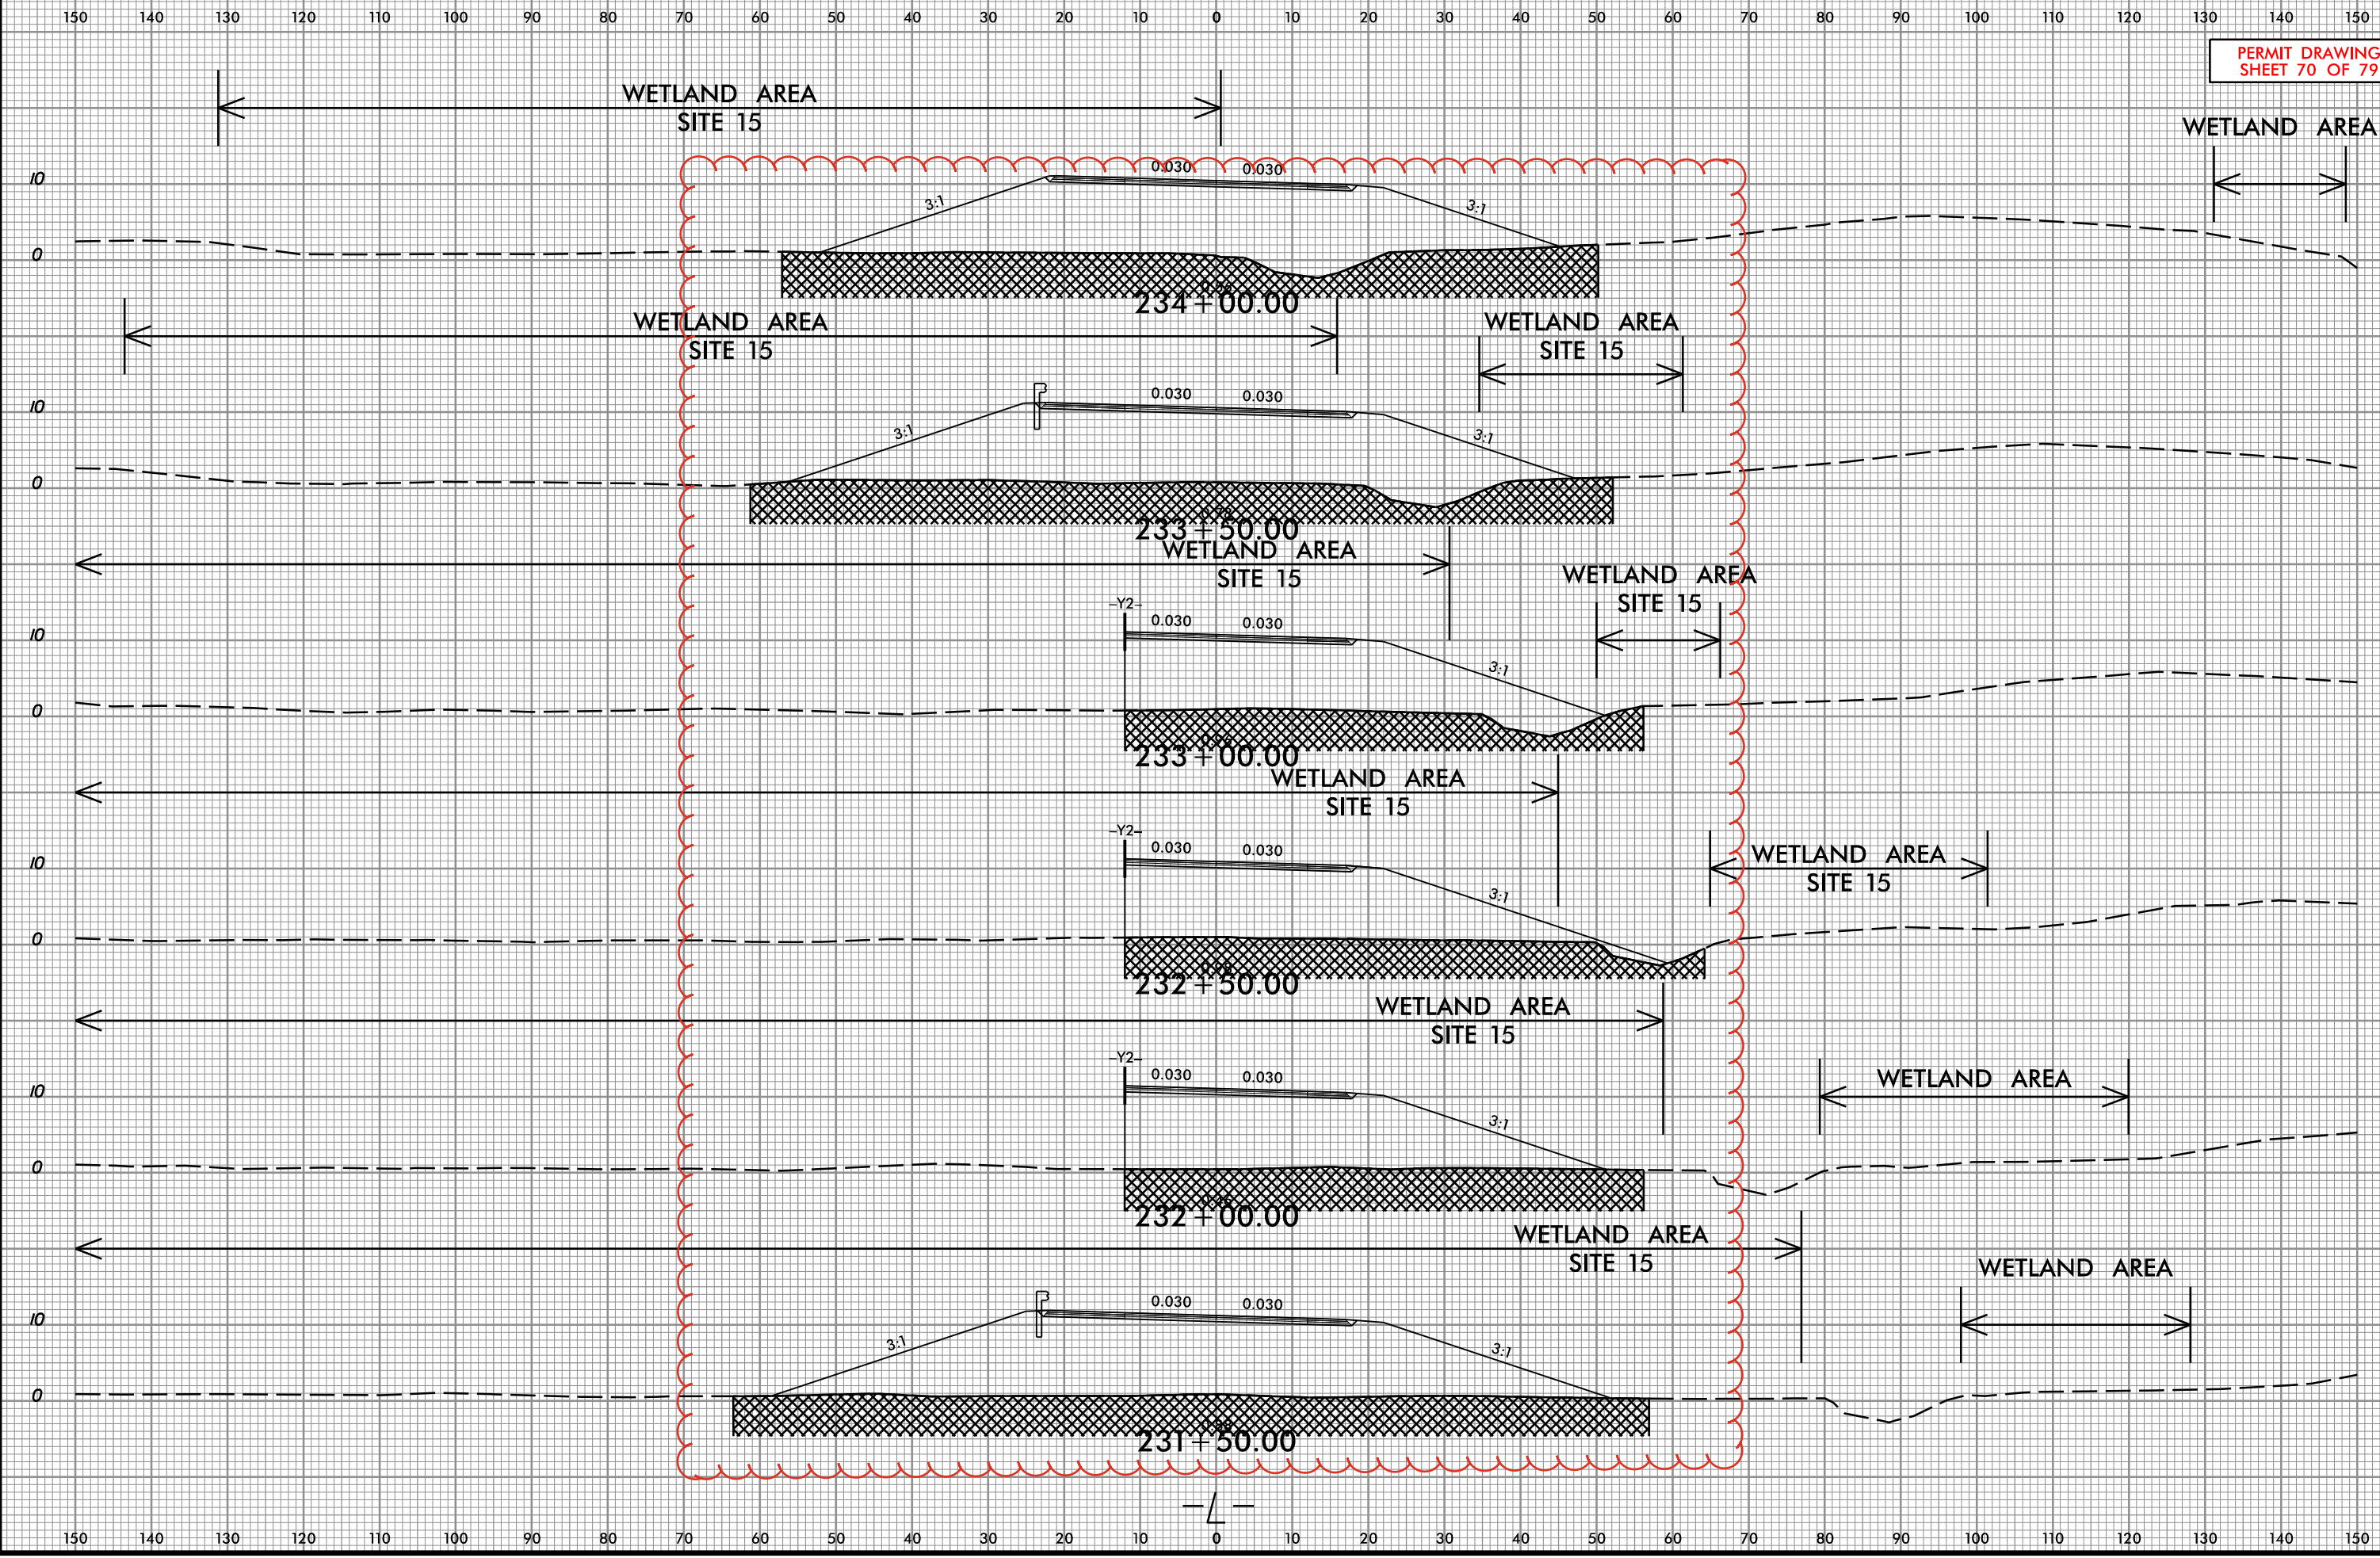 150 140 130 120 110 100 90 80 70 60 50 40 30 20 10 0 10 20 30 40 50 60 70 80 90 100 110 120 130 140 150
PERMIT DRAWING
SHEET 70 OF 79
WETLAND AREA
SITE 15
WETLAND AREA
0.030 0.030
10
3:1 3:1
0
234+00.00
WETLAND AREA
SITE 15
WETLAND AREA
SITE 15
0.030 0.030
10
3:1 3:1
0
233+50.00
WETLAND AREA
SITE 15
WETLAND AREA
SITE 15
-Y2-
0.030 0.030
10
3:1
0
233+00.00
WETLAND AREA
SITE 15
-Y2-
0.030 0.030
10
WETLAND AREA
SITE 15
3:1
0
232+50.00
WETLAND AREA
SITE 15
-Y2-
0.030 0.030
WETLAND AREA
10
3:1
0
232+00.00
WETLAND AREA
SITE 15
WETLAND AREA
0.030 0.030
10
3:1 3:1
0
231+50.00
-L-
150 140 130 120 110 100 90 80 70 60 50 40 30 20 10 0 10 20 30 40 50 60 70 80 90 100 110 120 130 140 150